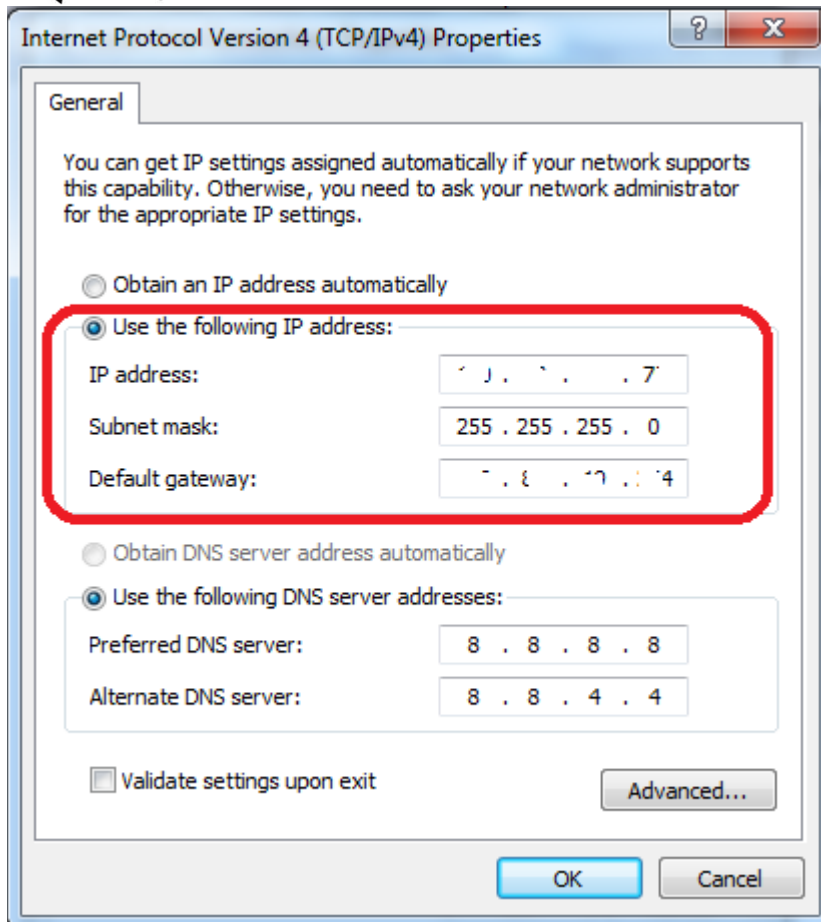 Internet Protocol Version 4 (TCP/IPv4) Properties
General
You can get IP settings assigned automatically if your network supports
this capability. Otherwise, you need to ask your network administrator
for the appropriate IP settings.
Obtain an IP address automatically
Use the following IP address:
IP address:
Subnet mask: 255 . 255 . 255 . 0
Default gateway:
Obtain DNS server address automatically
Use the following DNS server addresses:
Preferred DNS server: 8 . 8 . 8 . 8
Alternate DNS server: 8 . 8 . 4 . 4
Validate settings upon exit
Advanced...
OK Cancel